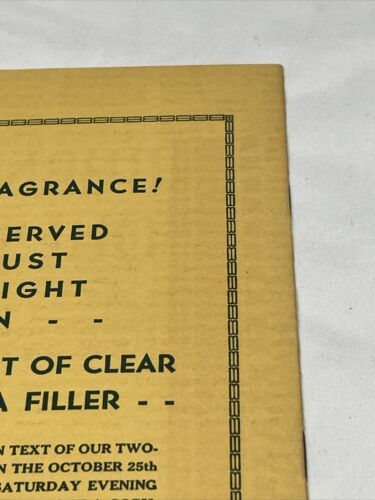 AGRANCE!
ERVED
UST
IGHT
N - -
T OF CLEAR
A FILLER - -
N TEXT OF OUR TWO-
N THE OCTOBER 25th
SATURDAY EVENING